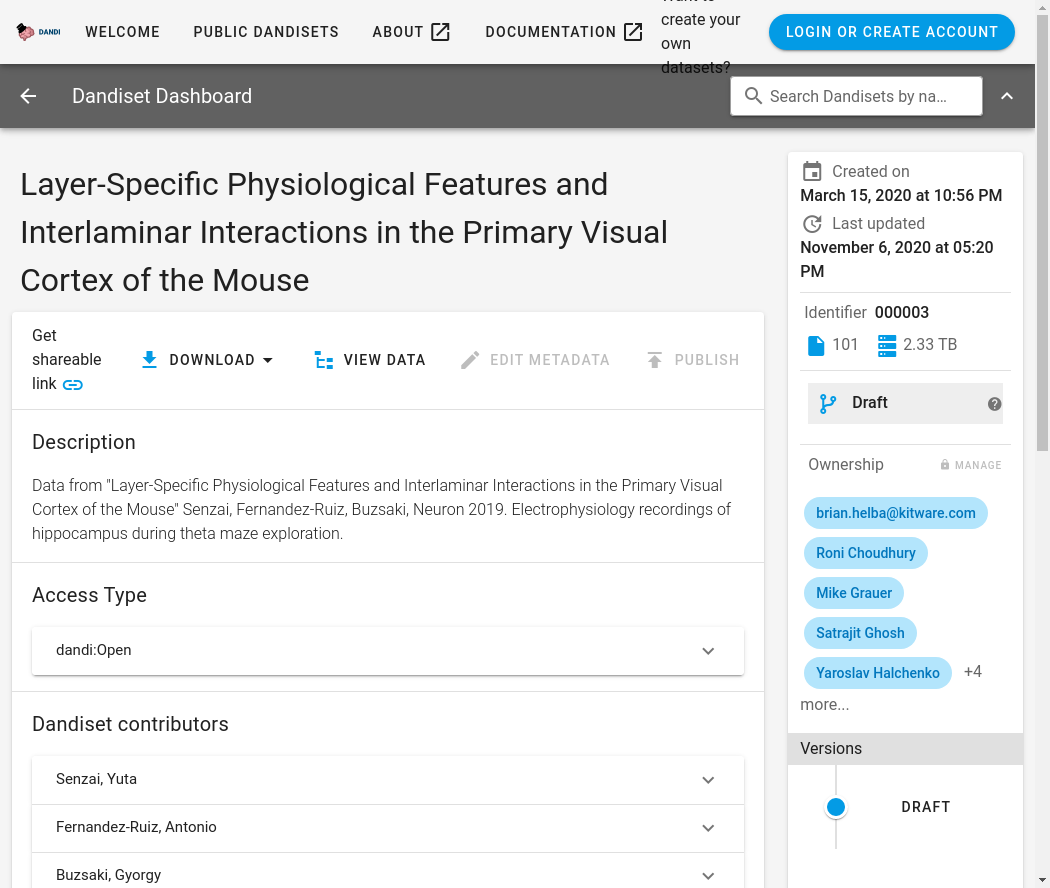 DANDI
WELCOME
PUBLIC DANDISETS
ABOUT
DOCUMENTATION
create your
own
datasets?
LOGIN OR CREATE ACCOUNT
Dandiset Dashboard
Search Dandisets by na...
Layer-Specific Physiological Features and
Interlaminar Interactions in the Primary Visual
Cortex of the Mouse
Get
shareable
link
DOWNLOAD
VIEW DATA
EDIT METADATA
PUBLISH
Description
Data from "Layer-Specific Physiological Features and Interlaminar Interactions in the Primary Visual
Cortex of the Mouse" Senzai, Fernandez-Ruiz, Buzsaki, Neuron 2019. Electrophysiology recordings of
hippocampus during theta maze exploration.
Access Type
dandi:Open
Dandiset contributors
Senzai, Yuta
Fernandez-Ruiz, Antonio
Buzsaki, Gyorgy
Created on
March 15, 2020 at 10:56 PM
Last updated
November 6, 2020 at 05:20
PM
Identifier 000003
101 2.33 TB
Draft
Ownership
MANAGE
brian.helba@kitware.com
Roni Choudhury
Mike Grauer
Satrajit Ghosh
Yaroslav Halchenko +4
more...
Versions
DRAFT